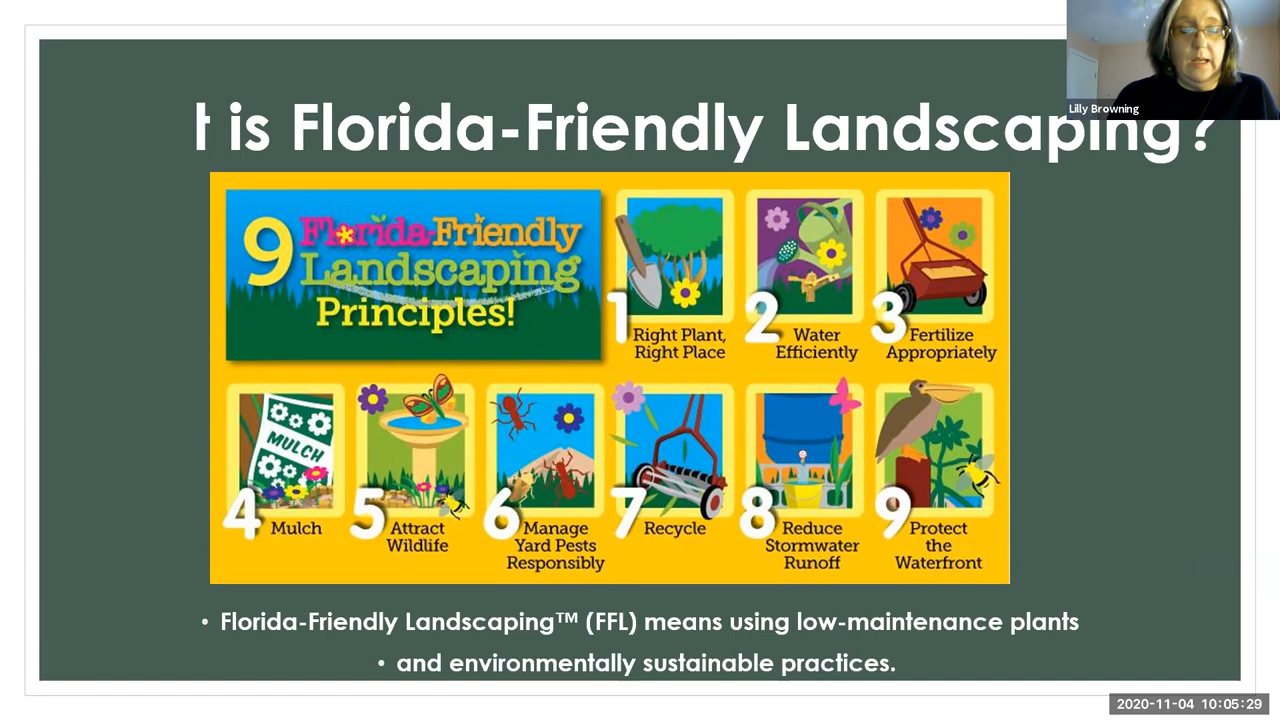 t is Florida-Friendly Landscaping?
Lilly Browning
9 Florida-Friendly
Landscaping
Principles!
1 Right Plant,
Right Place
2 Water
Efficiently
3 Fertilize
Appropriately
MULCH
4 Mulch
5 Attract
Wildlife
6 Manage
Yard Pests
Responsibly
7 Recycle
8 Reduce
Stormwater
Runoff
9 Protect
the
Waterfront
• Florida-Friendly Landscaping™ (FFL) means using low-maintenance plants
• and environmentally sustainable practices.
2020-11-04 10:05:29